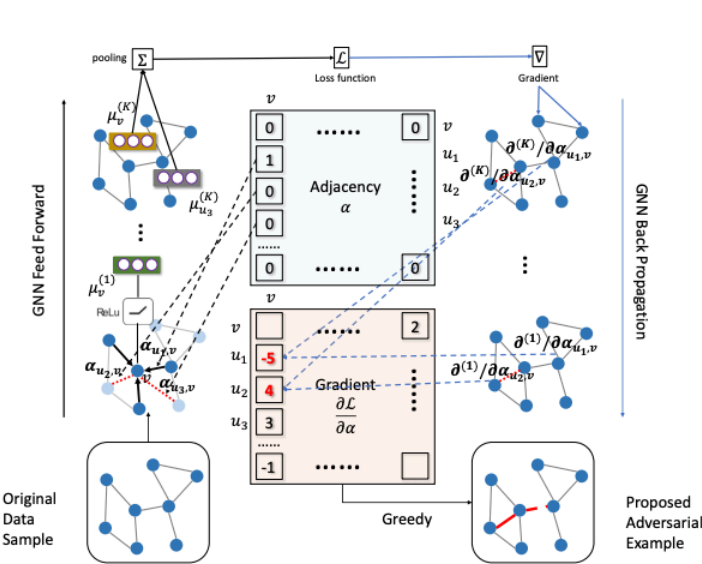 pooling Σ ℒ ∇
Loss function Gradient
v
μ_v^(K)
μ_{u_3}^(K)
0 ...... 0 v
1 u_1
0 Adjacency u_2
α
0 u_3
......
0 ...... 0
∂^(K)/∂α_{u_1,v}
∂^(K)/∂α_{u_2,v}
GNN Feed Forward
GNN Back Propagation
μ_v^(1)
ReLu
α_{u_1,v}
α_{u_2,v}
v
α_{u_3,v}
v
v ...... 2
u_1 -5
u_2 4 Gradient
∂ℒ/∂α
u_3 3
......
-1 ......
∂^(1)/∂α_{u_1,v}
∂^(1)/∂α_{u_2,v}
Original
Data
Sample
Greedy
Proposed
Adversarial
Example